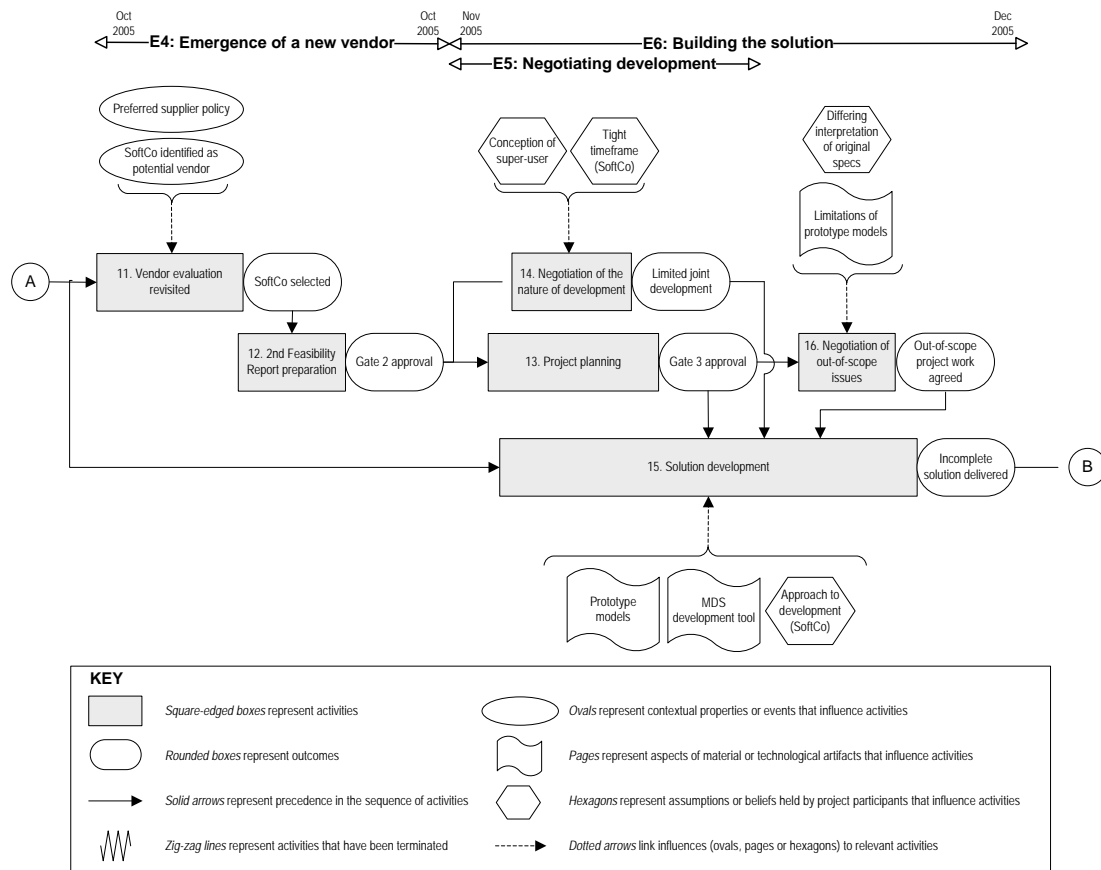 Oct
2005
Oct
2005
Nov
2005
Dec
2005
E4: Emergence of a new vendor
E6: Building the solution
E5: Negotiating development
Preferred supplier policy
SoftCo identified as
potential vendor
Conception of
super-user
Tight
timeframe
(SoftCo)
Differing
interpretation
of original
specs
Limitations of
prototype models
A
11. Vendor evaluation
revisited
SoftCo selected
14. Negotiation of the
nature of development
Limited joint
development
12. 2nd Feasibility
Report preparation
Gate 2 approval
13. Project planning
Gate 3 approval
16. Negotiation of
out-of-scope
issues
Out-of-scope
project work
agreed
15. Solution development
Incomplete
solution delivered
B
Prototype
models
MDS
development tool
Approach to
development
(SoftCo)
KEY
Square-edged boxes represent activities
Ovals represent contextual properties or events that influence activities
Rounded boxes represent outcomes
Pages represent aspects of material or technological artifacts that influence activities
Solid arrows represent precedence in the sequence of activities
Hexagons represent assumptions or beliefs held by project participants that influence activities
Zig-zag lines represent activities that have been terminated
Dotted arrows link influences (ovals, pages or hexagons) to relevant activities